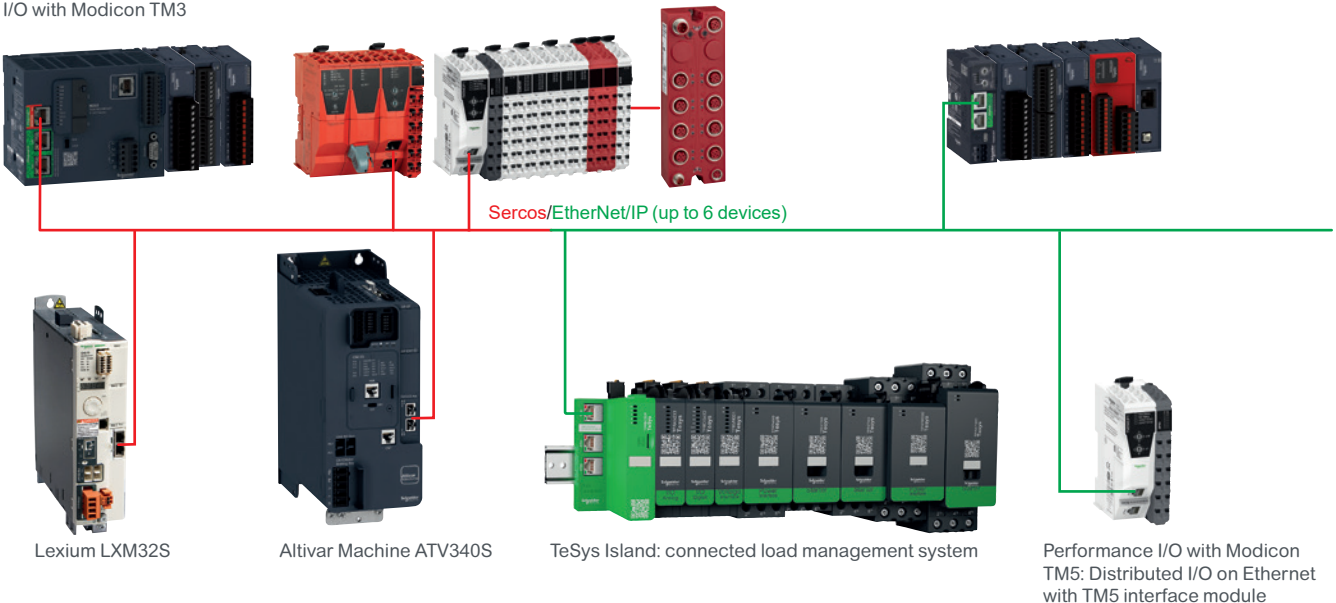 I/O with Modicon TM3
Sercos/EtherNet/IP (up to 6 devices)
Lexium LXM32S
Altivar Machine ATV340S
TeSys Island: connected load management system
Performance I/O with Modicon
TM5: Distributed I/O on Ethernet
with TM5 interface module